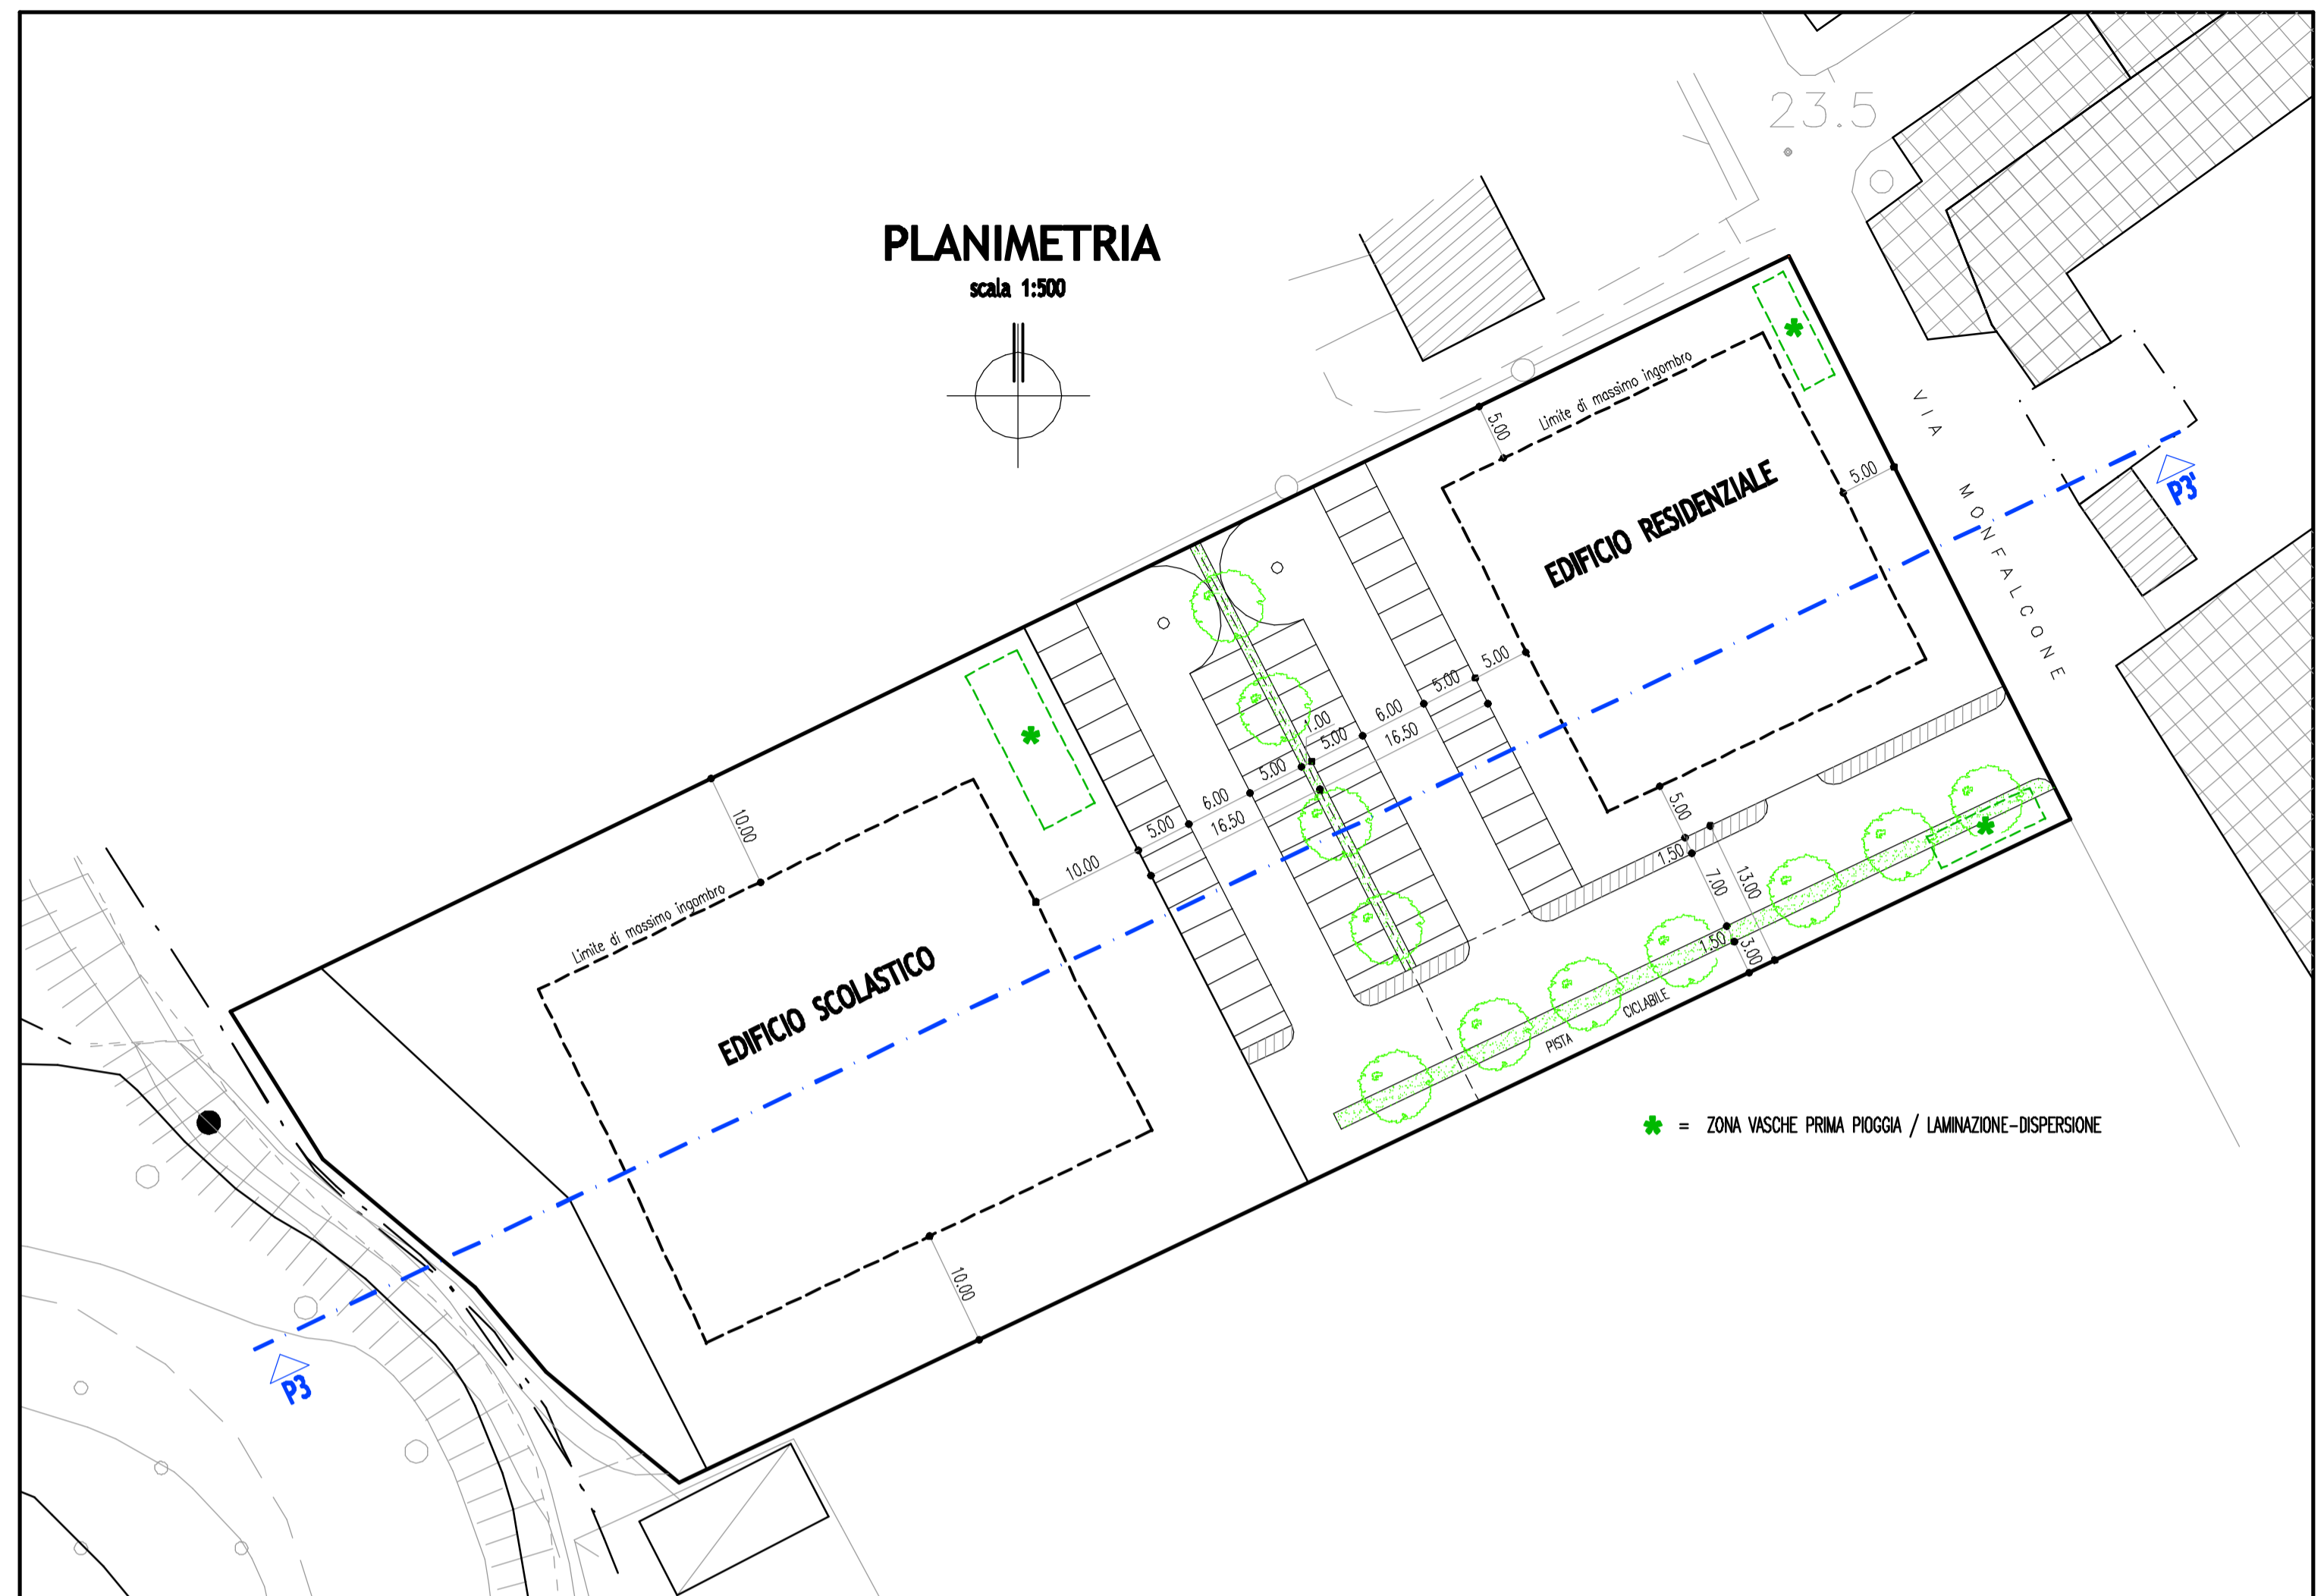 23.5
PLANIMETRIA
scala 1:500
Limite di massimo ingombro
5.00
EDIFICIO RESIDENZIALE
5.00
VIA MONFALCONE
P3'
5.00
5.00
6.00
16.50
1.00
5.00
5.00
6.00
16.50
5.00
10.00
10.00
Limite di massimo ingombro
EDIFICIO SCOLASTICO
5.00
1.50
7.00
13.00
1.50
3.00
PISTA CICLABILE
* = ZONA VASCHE PRIMA PIOGGIA / LAMINAZIONE-DISPERSIONE
10.00
P3